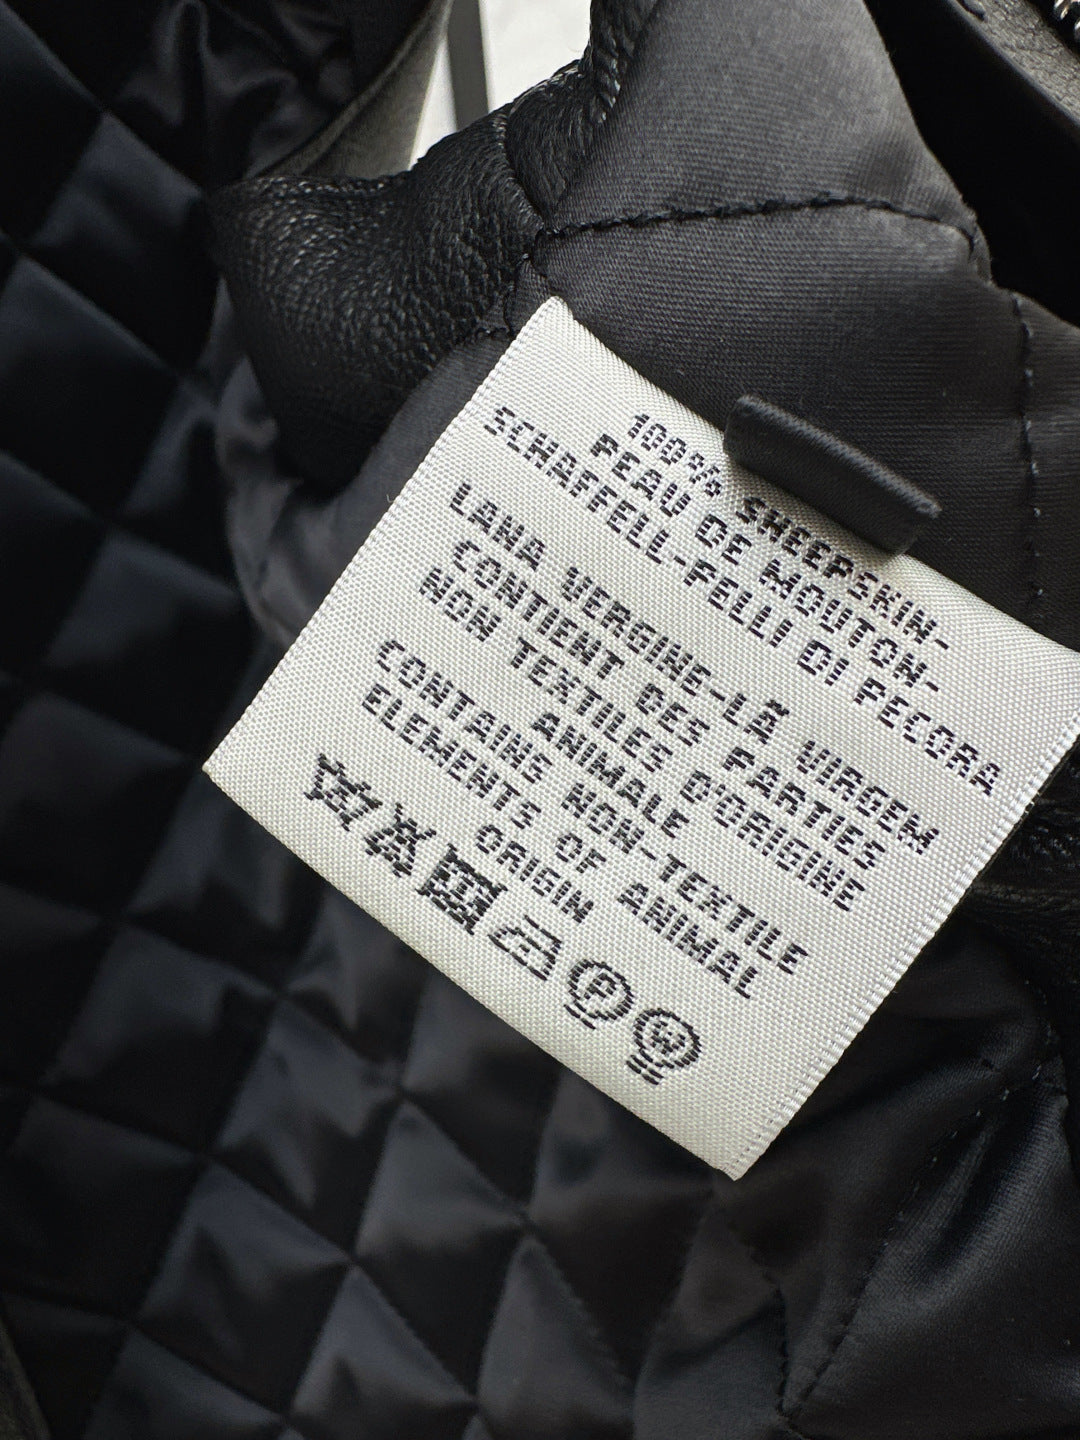 100% SHEEPSKIN-
PEAU DE MOUTON-
SCHAFFELL-PELLI DI PECORA
LANA VERGINE-LÃ VIRGEM
CONTIENT DES PARTIES
NON TEXTILES D'ORIGINE
ANIMALE
CONTAINS NON-TEXTILE
ELEMENTS OF ANIMAL
ORIGIN
P W